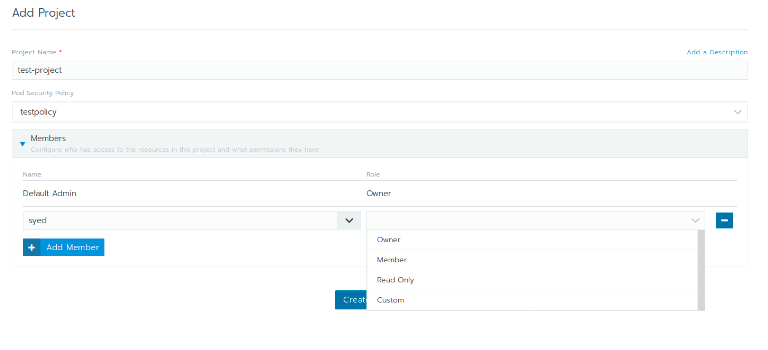 Add Project
Project Name *
Add a Description
test-project
Pod Security Policy
testpolicy
Members
Configure who has access to the resources in this project and what permissions they have
Name
Role
Default Admin
Owner
syed
Owner
Member
Read Only
Custom
Add Member
Create